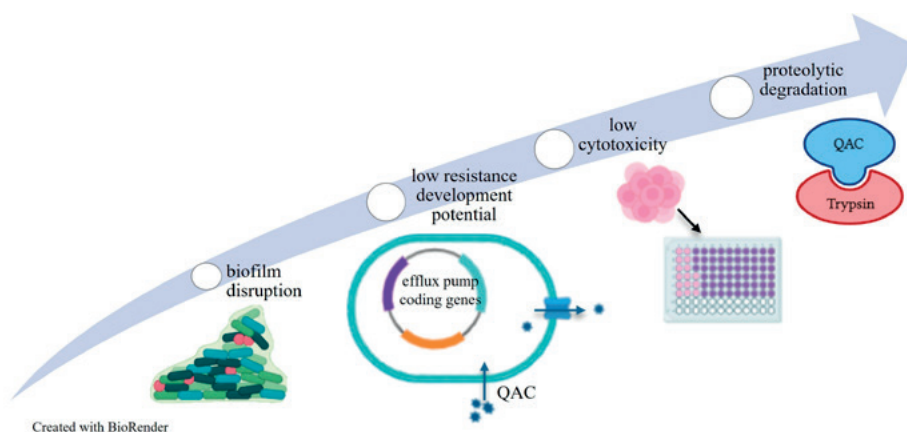 proteolytic
degradation
low
cytotoxicity
low resistance
development
potential
biofilm
disruption
QAC
Trypsin
efflux pump
coding genes
QAC
Created with BioRender